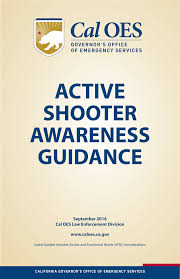 Cal OES
GOVERNOR'S OFFICE
OF EMERGENCY SERVICES
ACTIVE
SHOOTER
AWARENESS
GUIDANCE
September 2016
Cal OES Law Enforcement Division
www.caloes.ca.gov
Latest Update Includes Access and Functional Needs (AFN) Considerations
CALIFORNIA GOVERNOR'S OFFICE OF EMERGENCY SERVICES